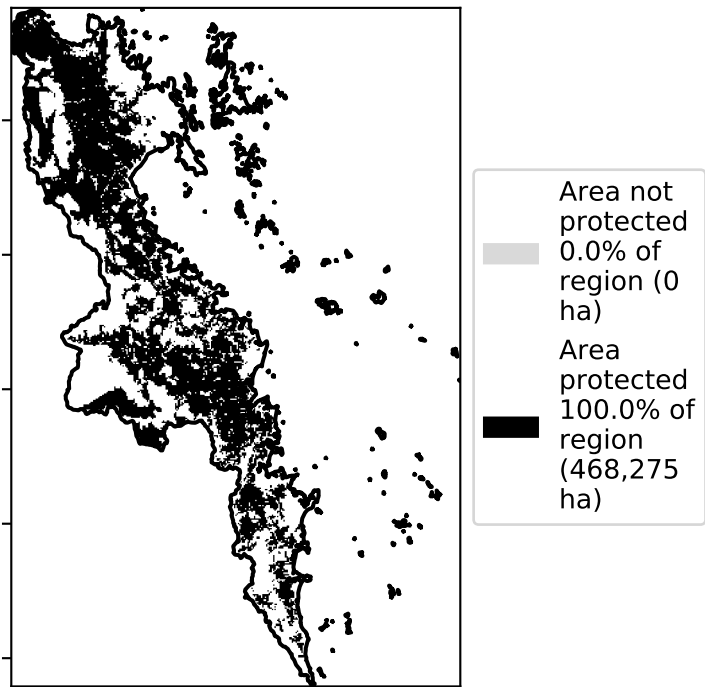 Area not
protected
0.0% of
region (0
ha)
Area
protected
100.0% of
region
(468,275
ha)